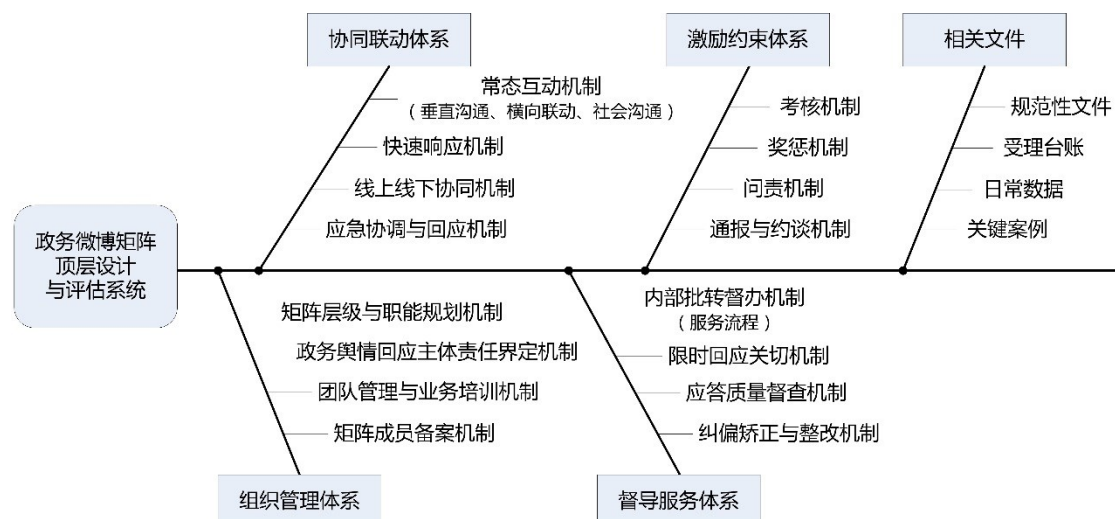 协同联动体系
激励约束体系
相关文件
常态互动机制
（垂直沟通、横向联动、社会沟通）
快速响应机制
线上线下协同机制
应急协调与回应机制
考核机制
奖惩机制
问责机制
通报与约谈机制
规范性文件
受理台账
日常数据
关键案例
政务微博矩阵
顶层设计
与评估系统
矩阵层级与职能规划机制
政务舆情回应主体责任界定机制
团队管理与业务培训机制
矩阵成员备案机制
内部批转督办机制
（服务流程）
限时回应关切机制
应答质量督查机制
纠偏矫正与整改机制
组织管理体系
督导服务体系